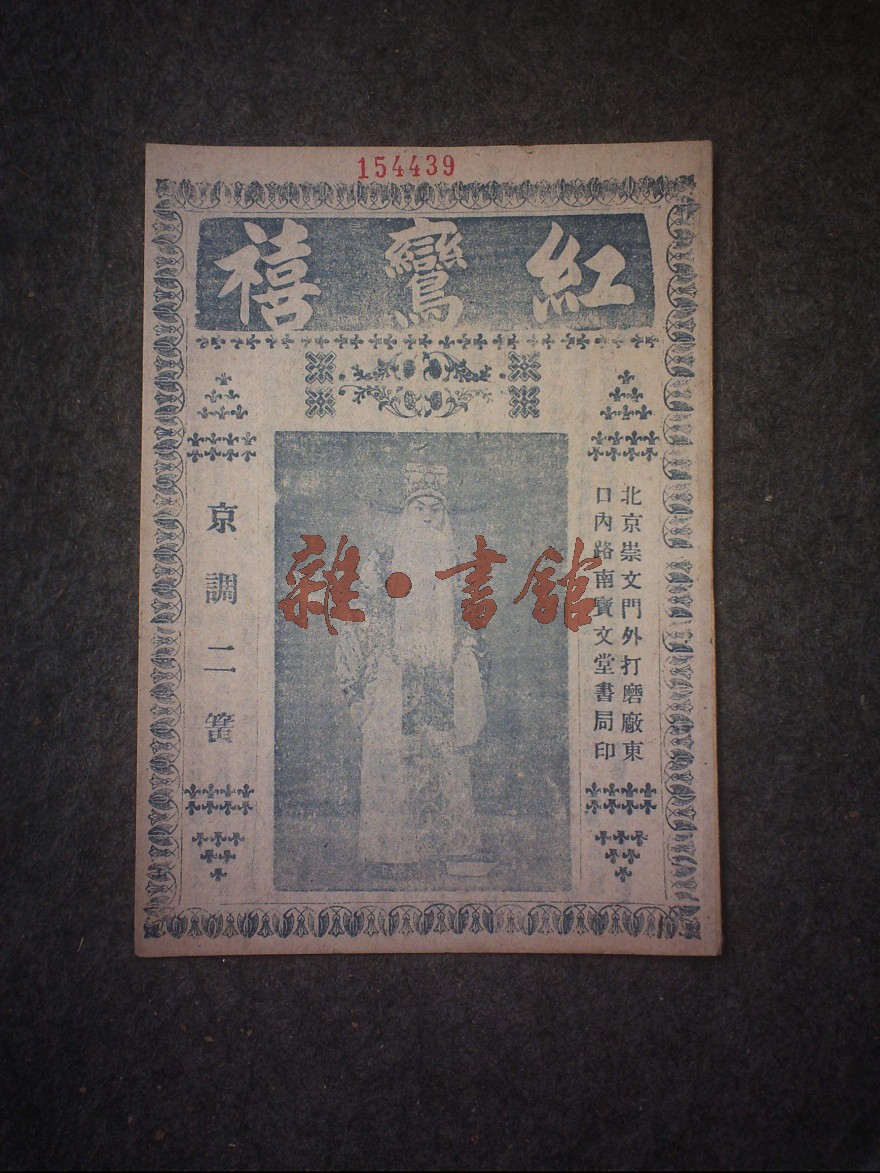 154439
紅鸞禧
北京崇文門外打磨廠東
口內路南寶文堂書局印
京調二簧
雜·書舘